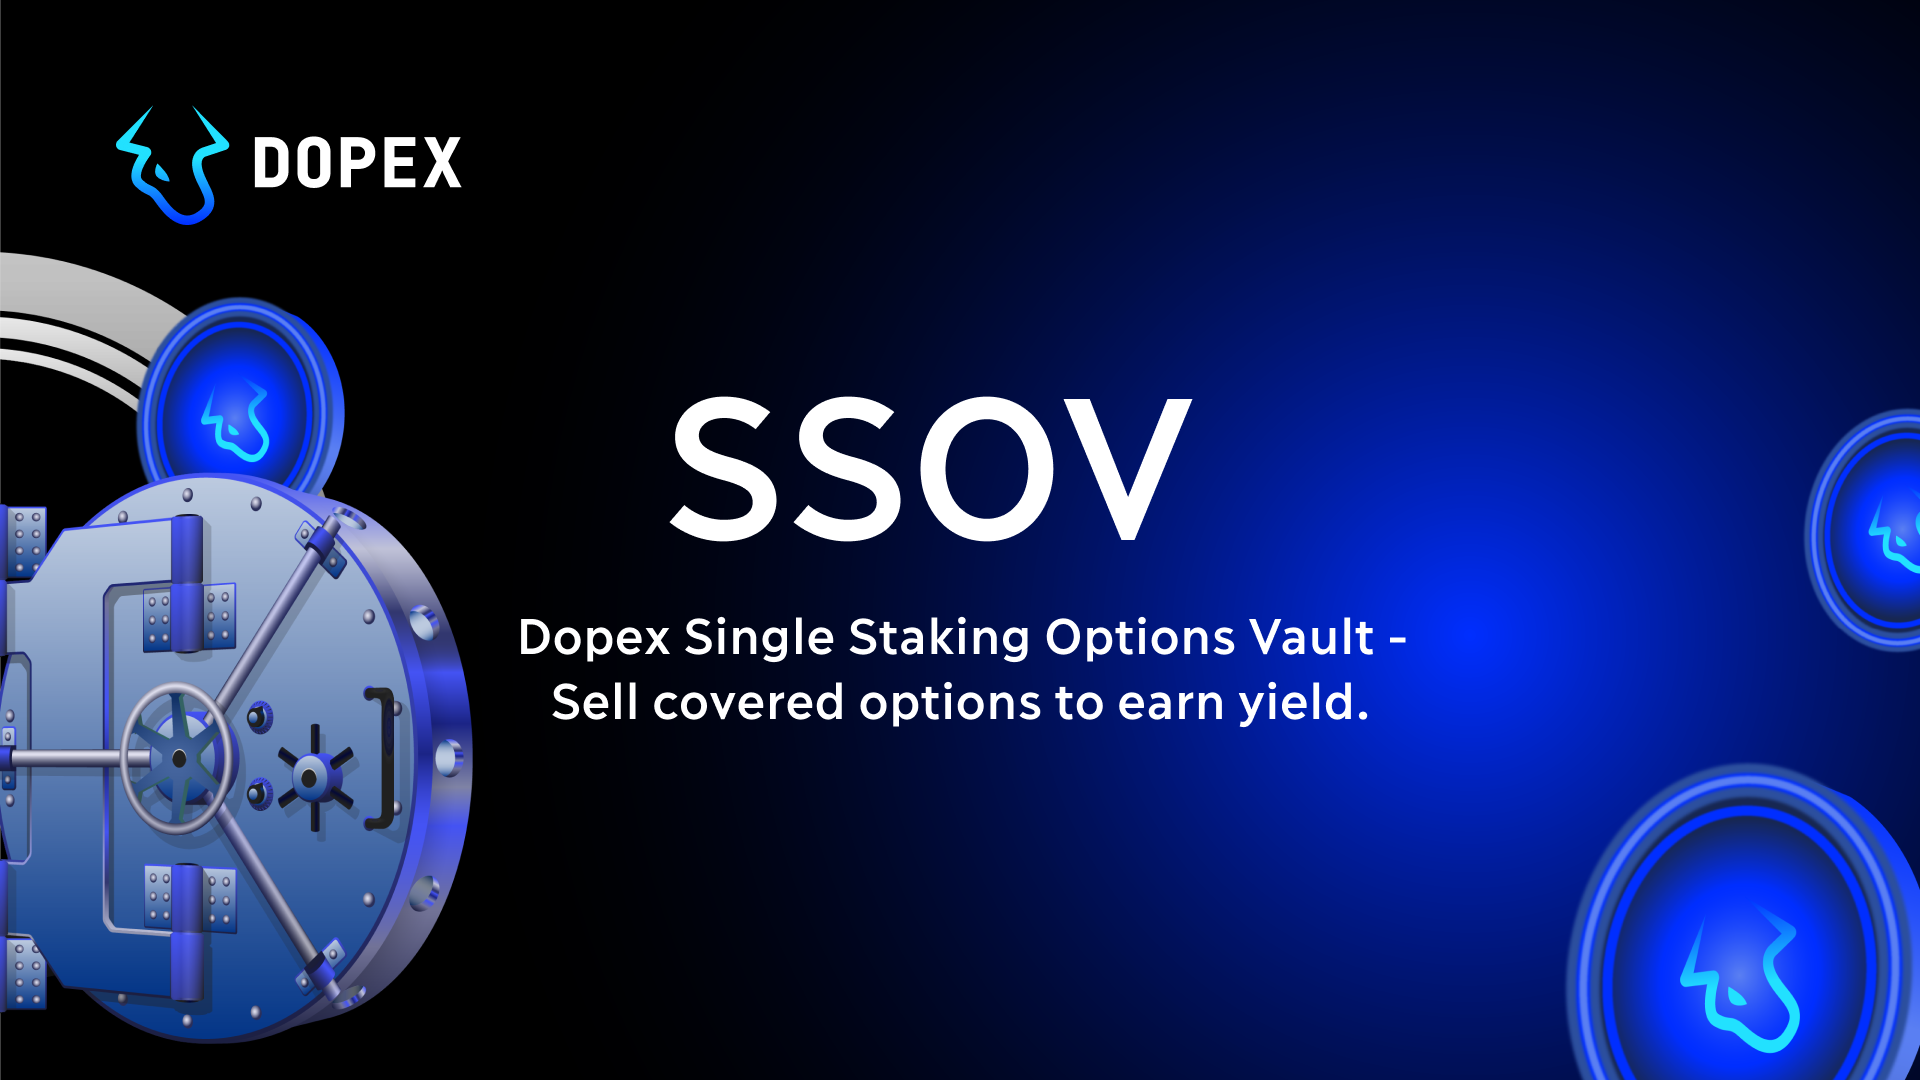 DOPEX
SSOV
Dopex Single Staking Options Vault -
Sell covered options to earn yield.